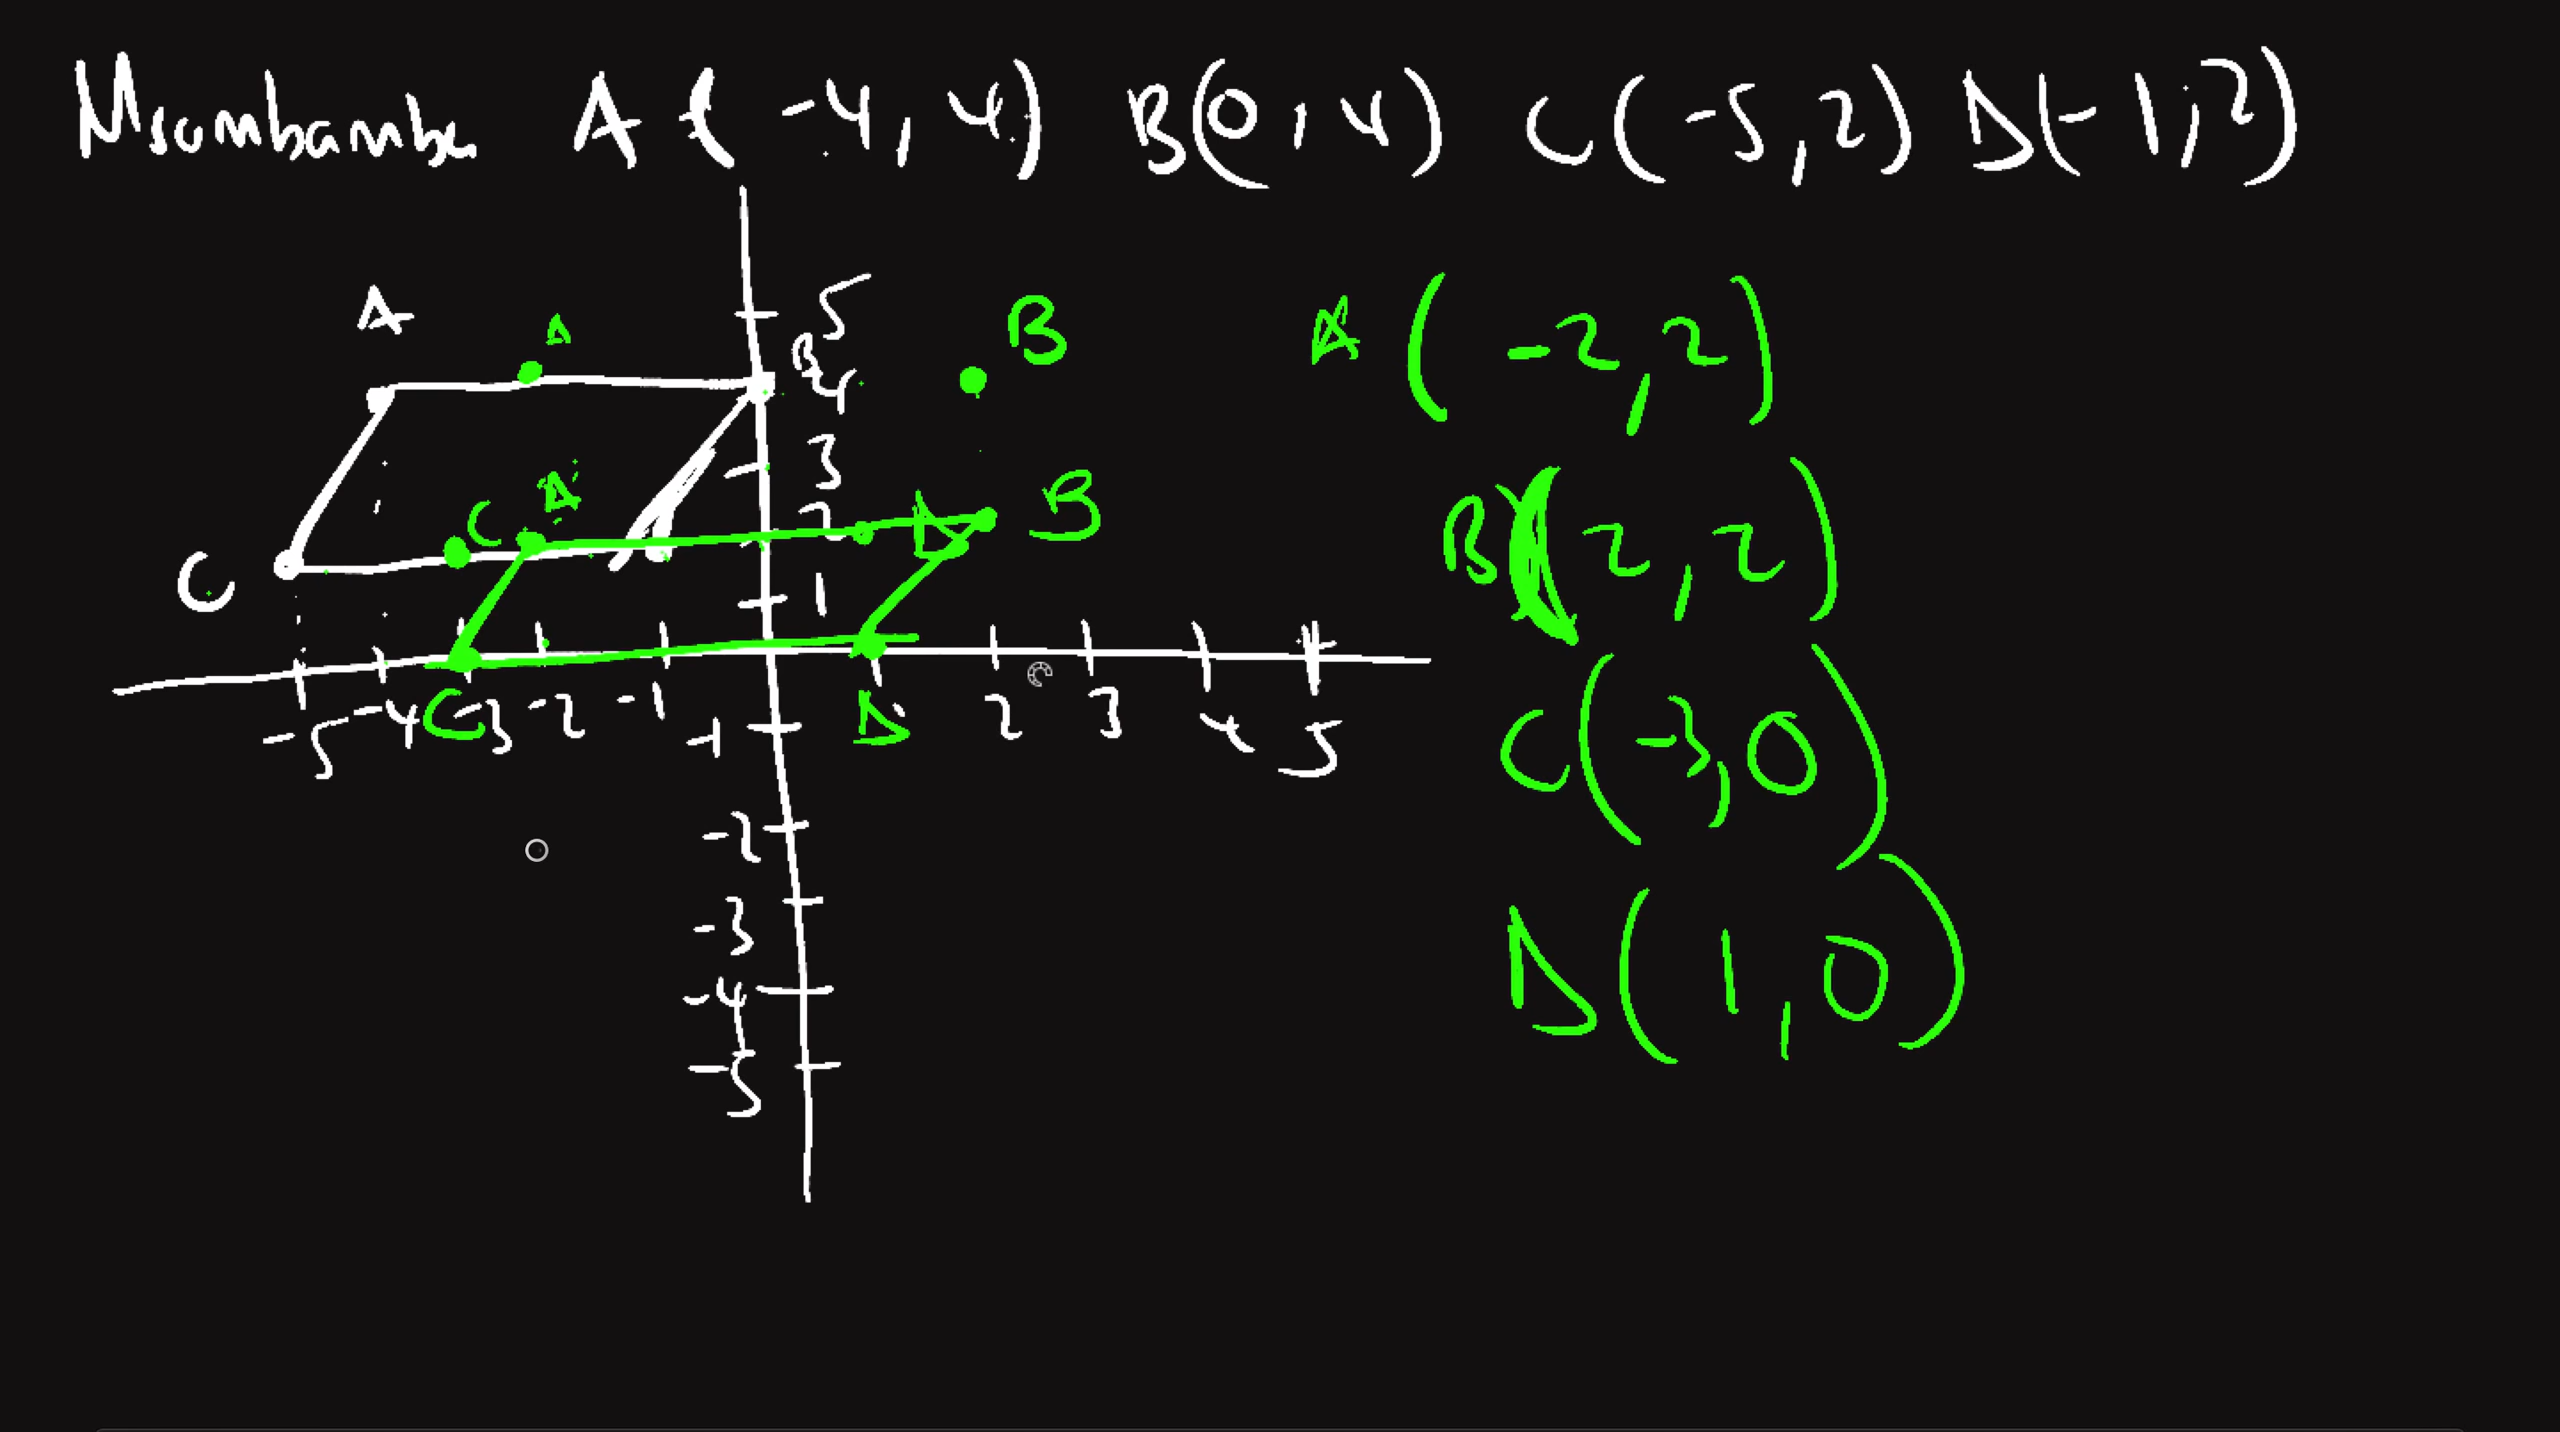 Msambamba A(-4,4) B(0,4) C(-5,2) D(-1,2)
5
A
A
B
B
4
A(-2,2)
3
C
A'
2
D
B
B(2,2)
C
1
-5
-4
C
-3
-2
-1
D'
2
3
4
5
-1
C(-3,0)
-2
-3
D(1,0)
-4
-5